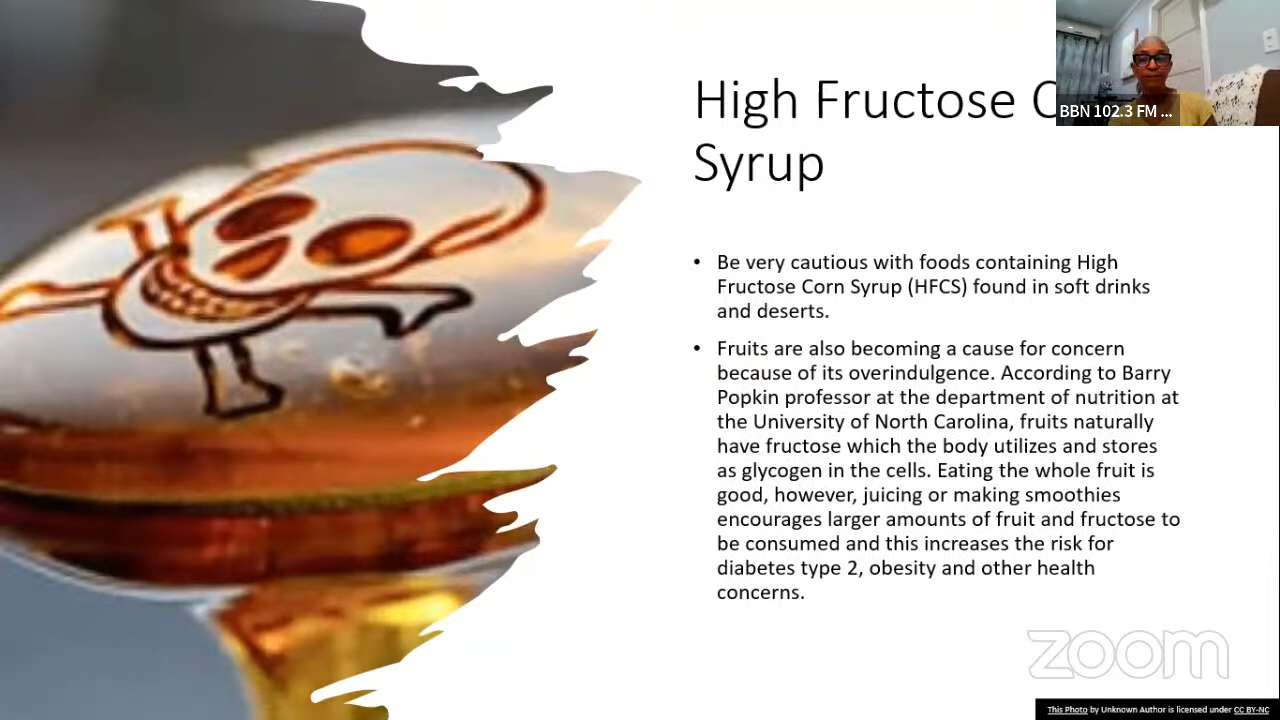 High Fructose
Syrup
BBN 102.3 FM ...
• Be very cautious with foods containing High
Fructose Corn Syrup (HFCS) found in soft drinks
and deserts.
• Fruits are also becoming a cause for concern
because of its overindulgence. According to Barry
Popkin professor at the department of nutrition at
the University of North Carolina, fruits naturally
have fructose which the body utilizes and stores
as glycogen in the cells. Eating the whole fruit is
good, however, juicing or making smoothies
encourages larger amounts of fruit and fructose to
be consumed and this increases the risk for
diabetes type 2, obesity and other health
concerns.
zoom
This Photo by Unknown Author is licensed under CC BY-NC